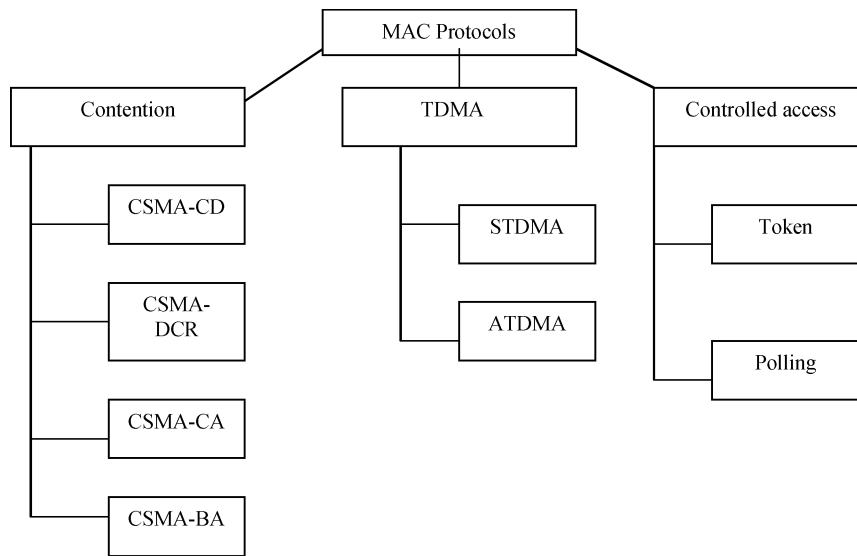 MAC Protocols
Contention
TDMA
Controlled access
CSMA-CD
CSMA-
DCR
CSMA-CA
CSMA-BA
STDMA
ATDMA
Token
Polling